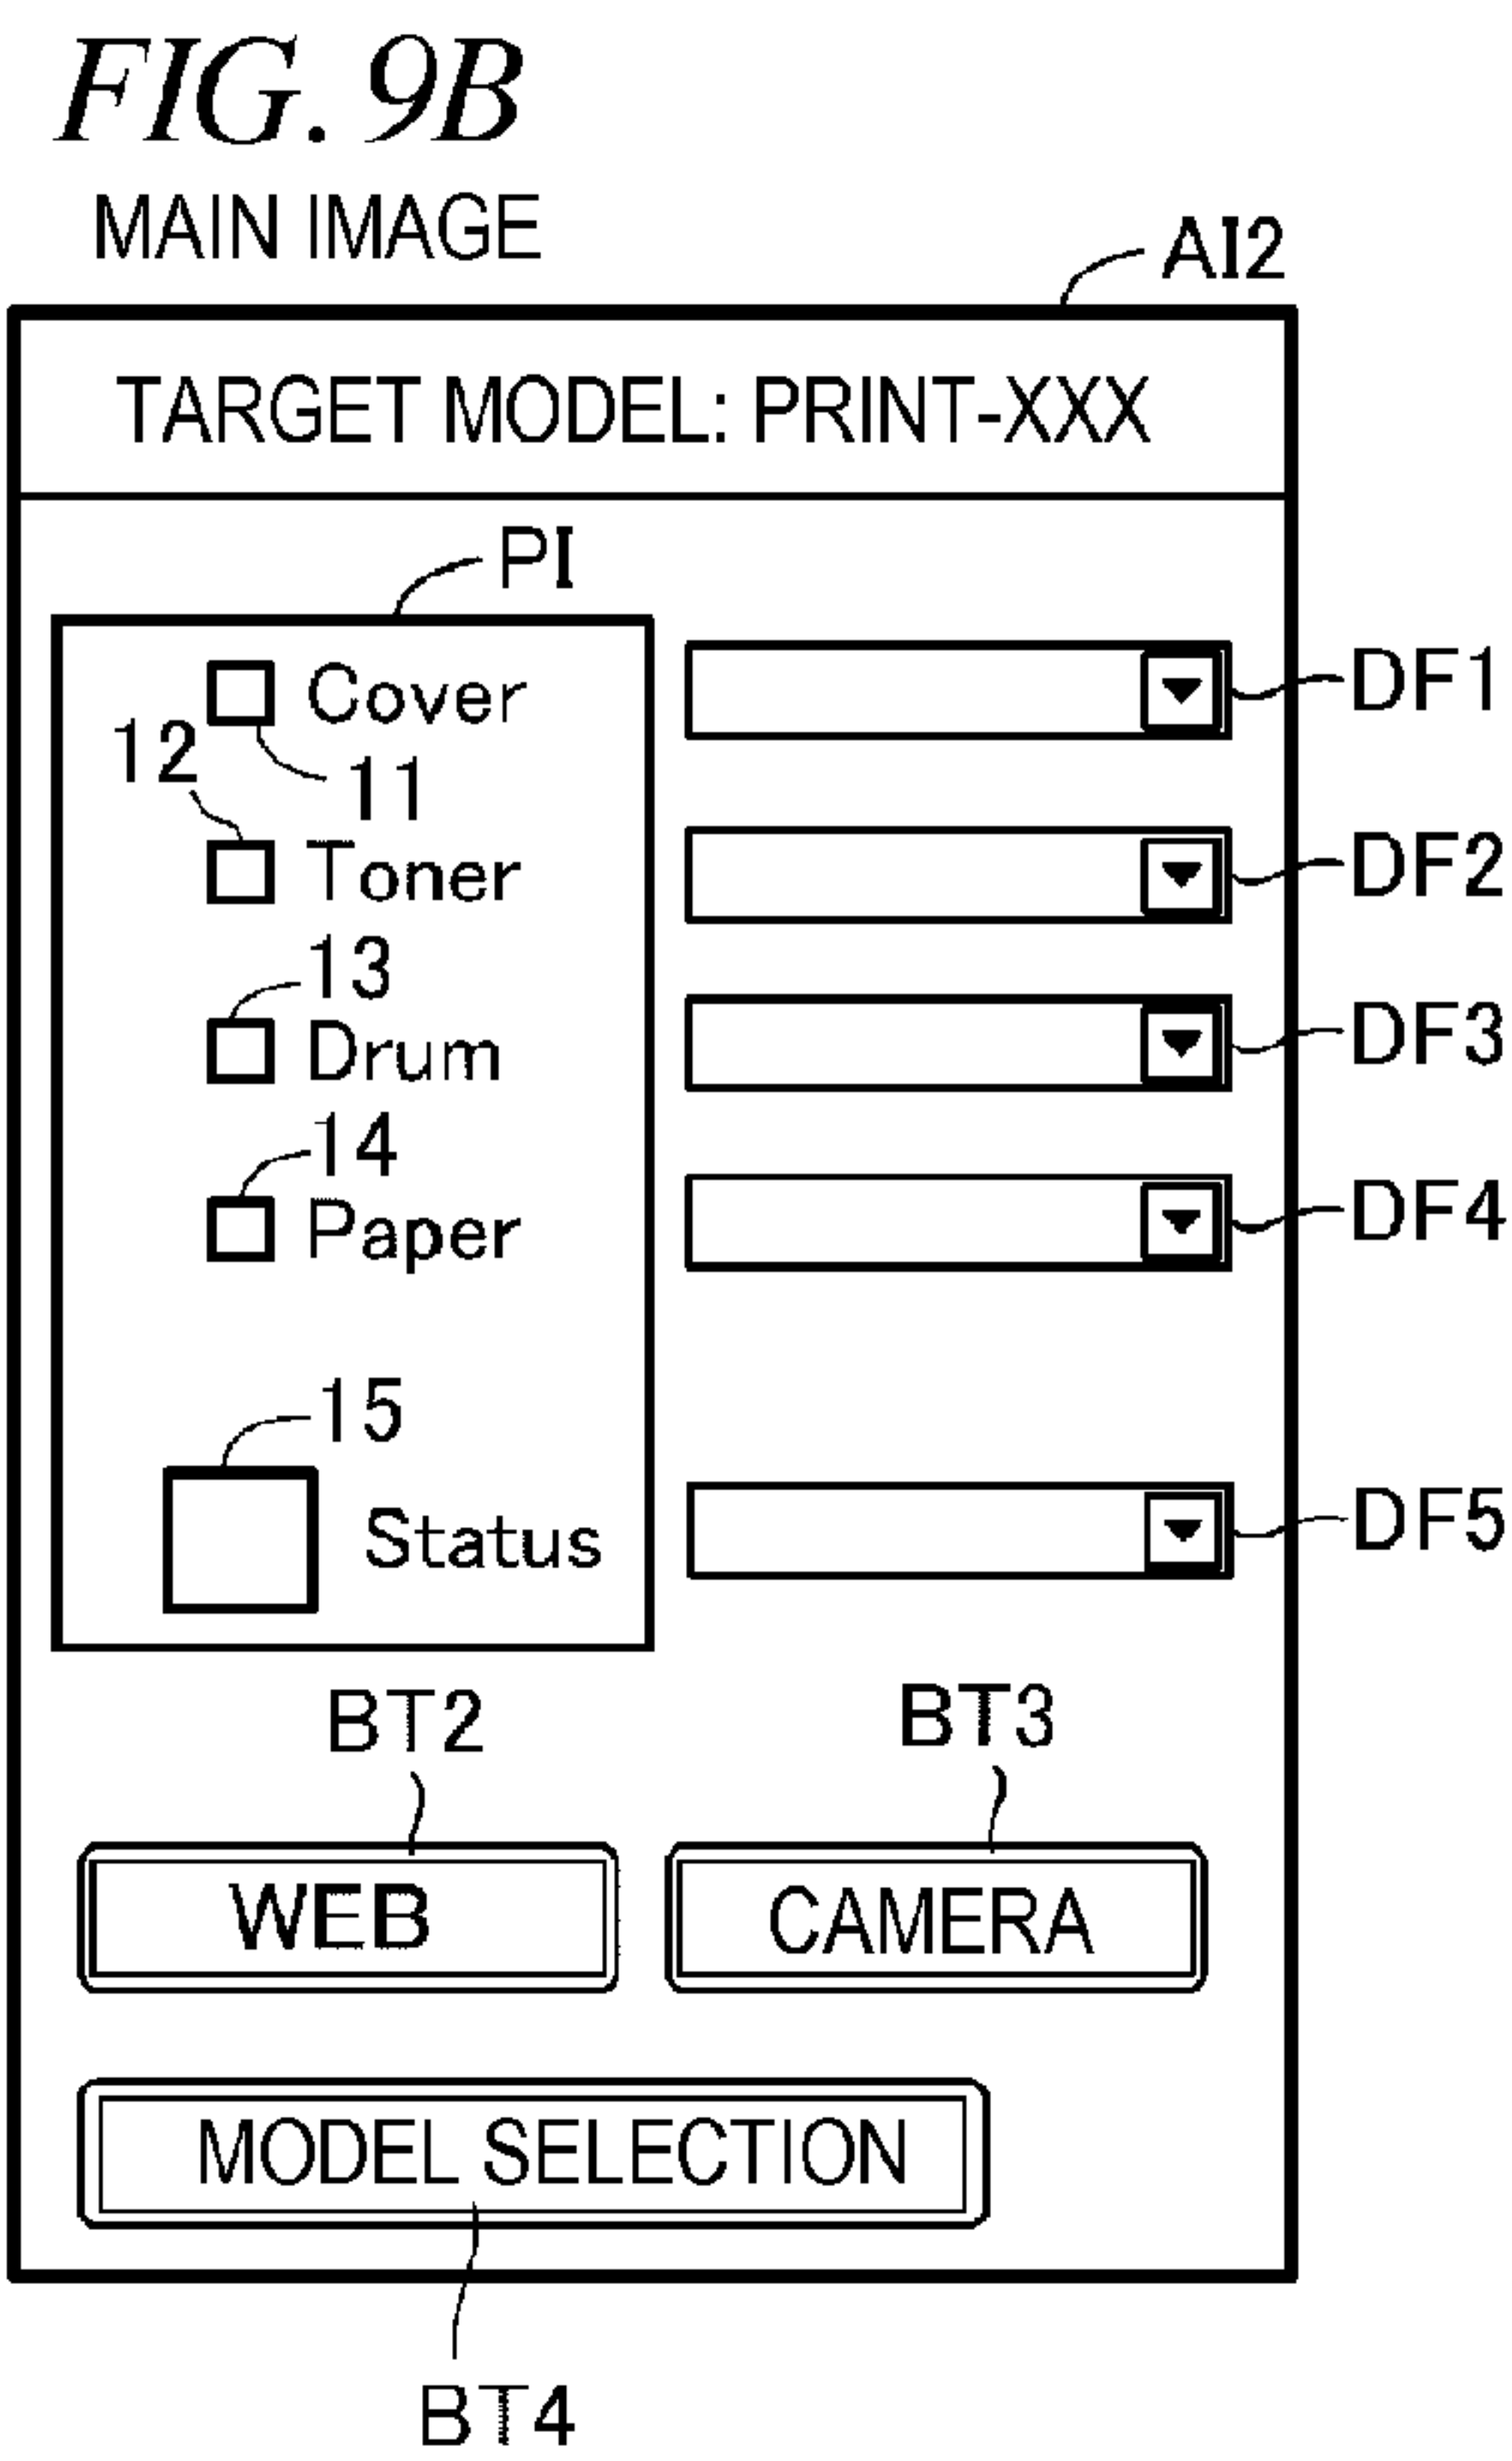 FIG. 9B
MAIN IMAGE
AI2
TARGET MODEL: PRINT-XXX
PI
Cover
DF1
12
11
Toner
DF2
13
Drum
DF3
14
Paper
DF4
15
Status
DF5
BT2
BT3
WEB
CAMERA
MODEL SELECTION
BT4